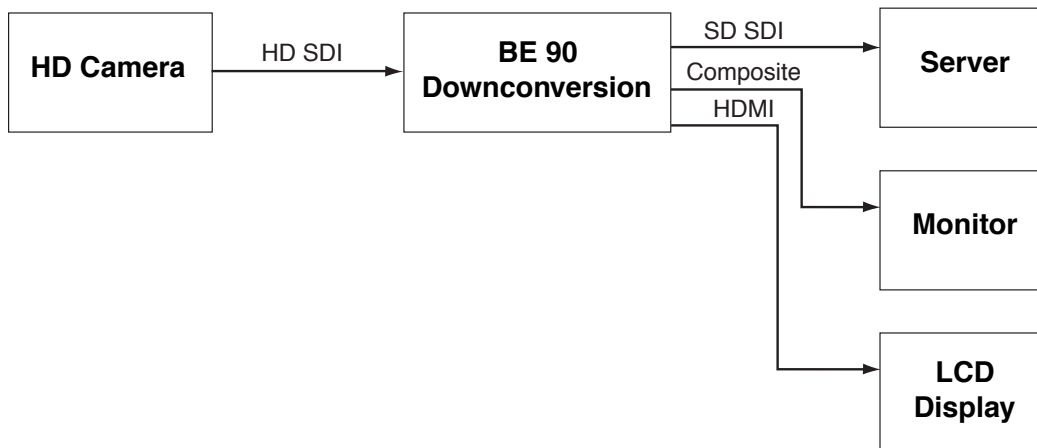 HD Camera
HD SDI
BE 90
Downconversion
SD SDI
Composite
HDMI
Server
Monitor
LCD
Display